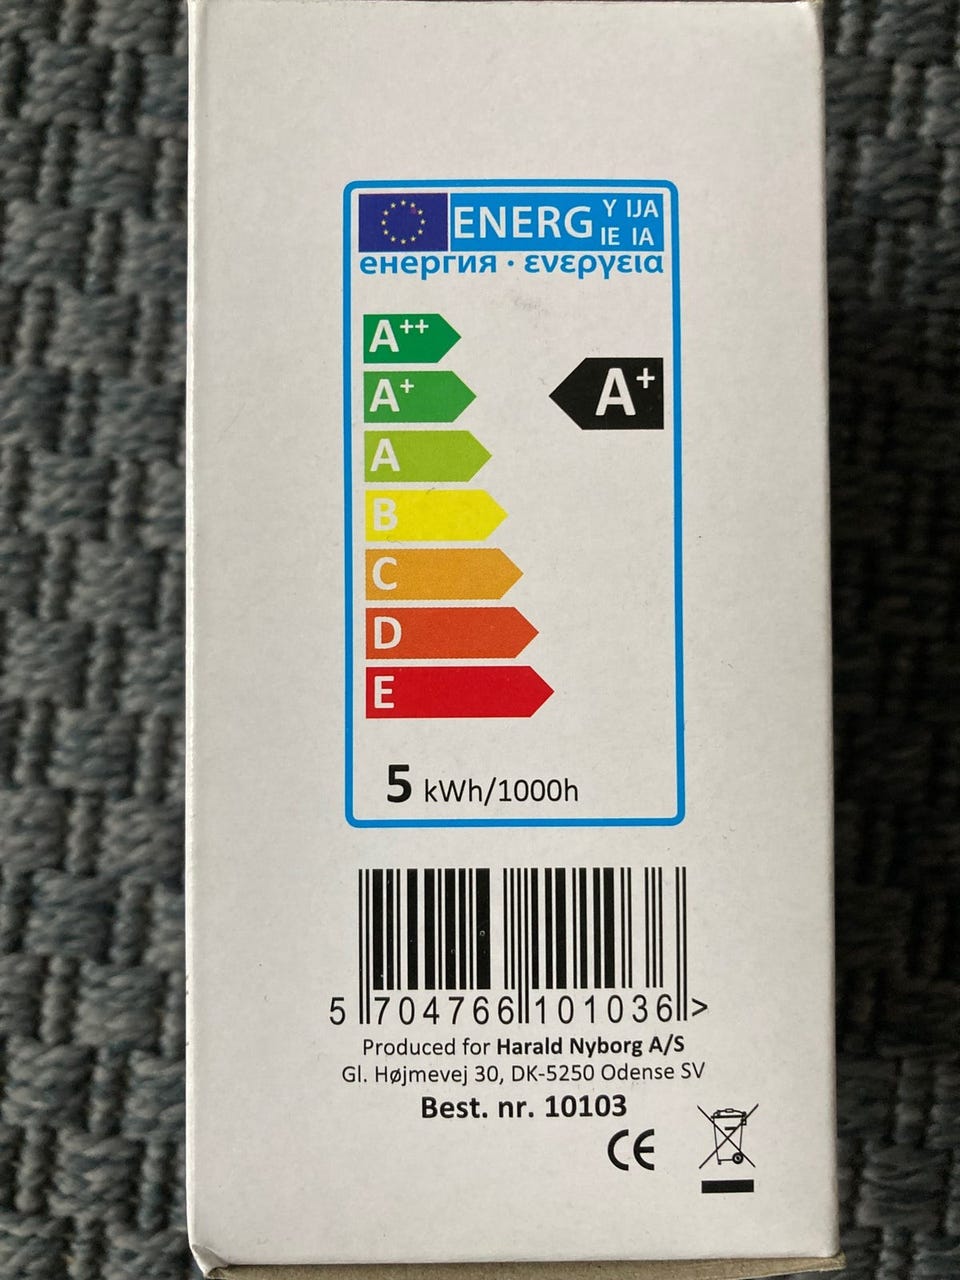 ENERG Y IJA
IE IA
енергия · ενεργεια
A++
A+
A+
A
B
C
D
E
5 kWh/1000h
5 704766 101036 >
Produced for Harald Nyborg A/S
Gl. Højmevej 30, DK-5250 Odense SV
Best. nr. 10103
CE